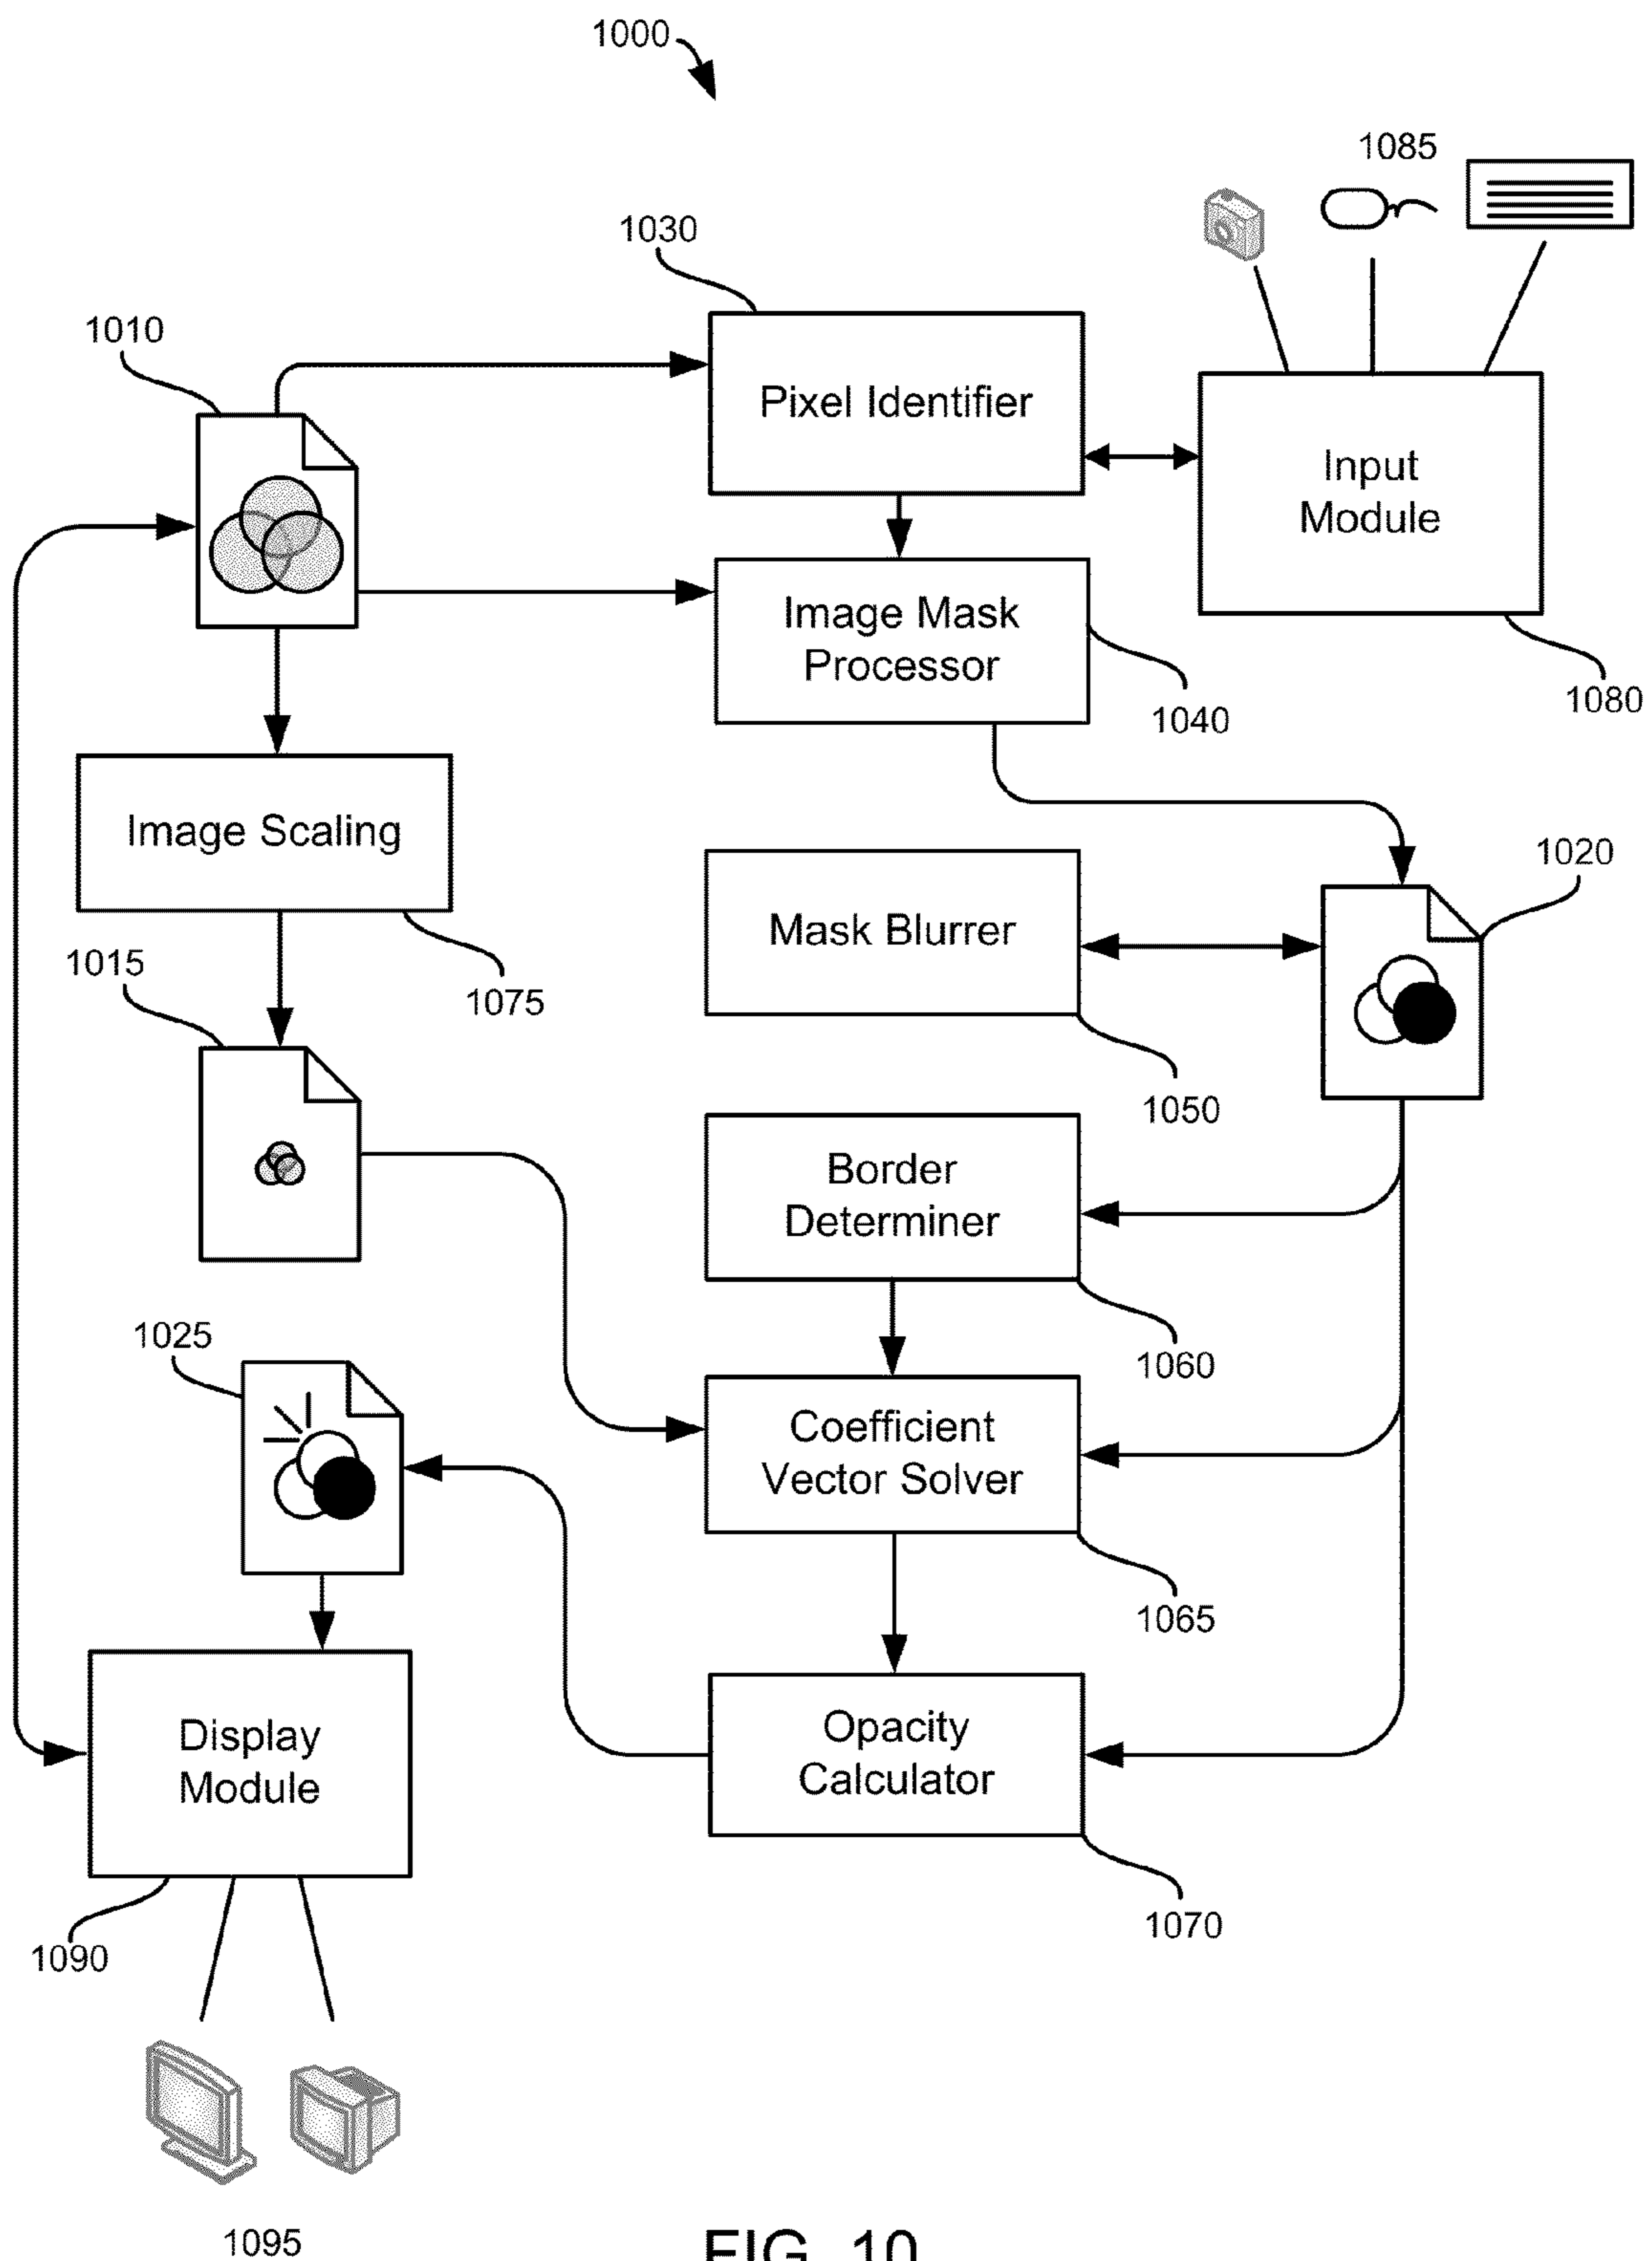 1000
1085
1030
1010
Pixel Identifier
Input
Module
Image Mask
Processor
1080
1040
Image Scaling
1020
Mask Blurrer
1015
1075
1050
Border
Determiner
1025
1060
Coefficient
Vector Solver
1065
Opacity
Calculator
Display
Module
1070
1090
1095
FIG. 10